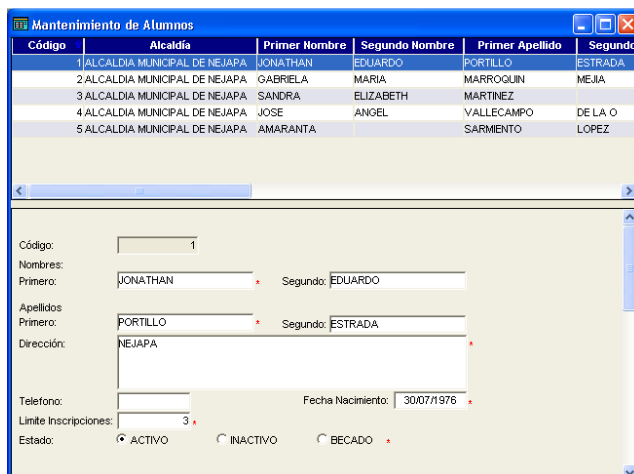 Mantenimiento de Alumnos
Código Alcaldía Primer Nombre Segundo Nombre Primer Apellido Segundo
1 ALCALDIA MUNICIPAL DE NEJAPA JONATHAN EDUARDO PORTILLO ESTRADA
2 ALCALDIA MUNICIPAL DE NEJAPA GABRIELA MARIA MARROQUIN MEJIA
3 ALCALDIA MUNICIPAL DE NEJAPA SANDRA ELIZABETH MARTINEZ
4 ALCALDIA MUNICIPAL DE NEJAPA JOSE ANGEL VALLECAMPO DE LA O
5 ALCALDIA MUNICIPAL DE NEJAPA AMARANTA SARMIENTO LOPEZ
Código: 1
Nombres:
Primero: JONATHAN * Segundo: EDUARDO
Apellidos
Primero: PORTILLO * Segundo: ESTRADA
Dirección: NEJAPA *
Telefono: Fecha Nacimiento: 30/07/1976 *
Limite Inscripciones: 3 *
Estado: ACTIVO INACTIVO BECADO *